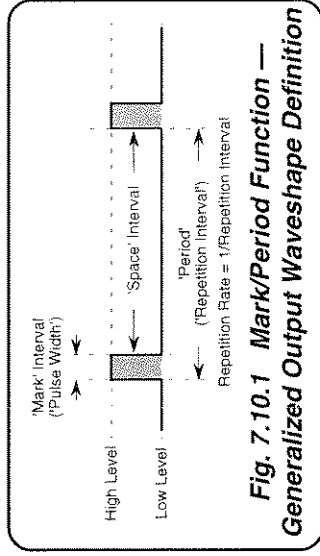 'Mark' Interval
('Pulse Width')
High Level
'Space' Interval
Low Level
'Period'
('Repetition Interval')
Repetition Rate = 1/Repetition Interval
Fig. 7.10.1 Mark/Period Function —
Generalized Output Waveshape Definition